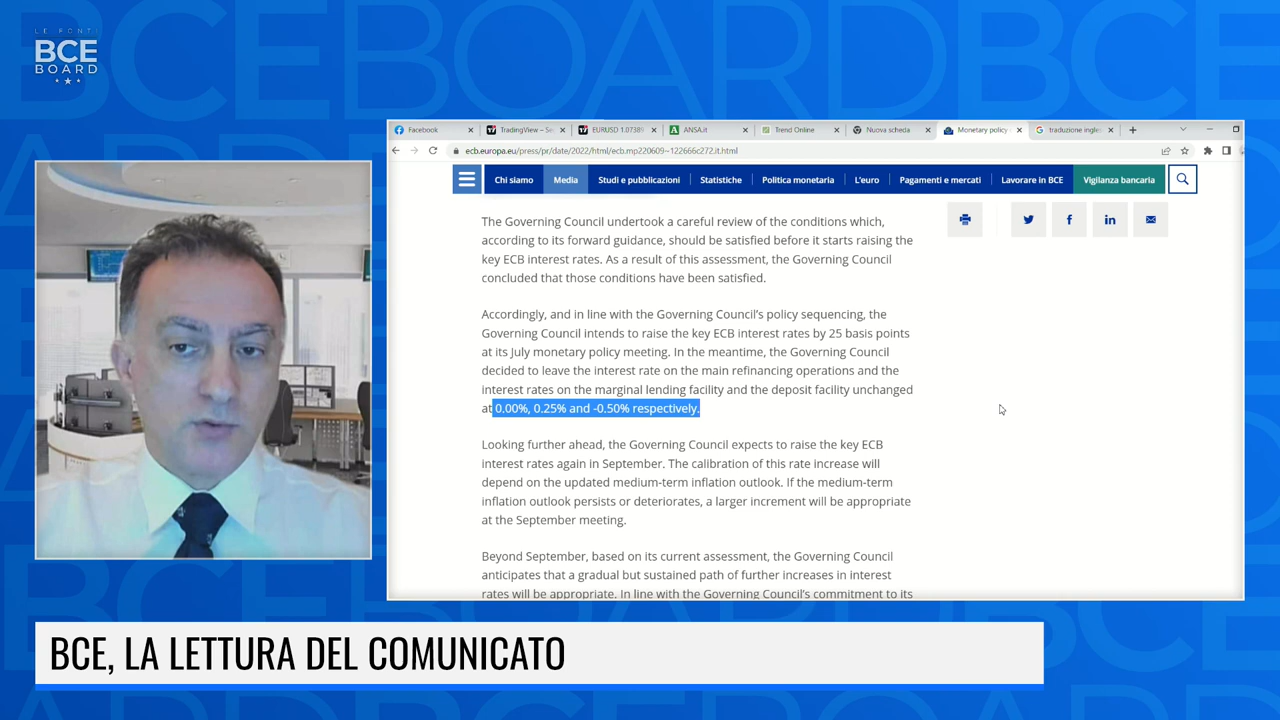 LE FONTI
BCE
BOARD
Facebook
TradingView – Se
EURUSD 1.07389
ANSA.it
Trend Online
Nuova scheda
Monetary policy
traduzione ingle
ecb.europa.eu/press/pr/date/2022/html/ecb.mp220609~122666c272.it.html
Chi siamo
Media
Studi e pubblicazioni
Statistiche
Politica monetaria
L'euro
Pagamenti e mercati
Lavorare in BCE
Vigilanza bancaria
The Governing Council undertook a careful review of the conditions which,
according to its forward guidance, should be satisfied before it starts raising the
key ECB interest rates. As a result of this assessment, the Governing Council
concluded that those conditions have been satisfied.
Accordingly, and in line with the Governing Council's policy sequencing, the
Governing Council intends to raise the key ECB interest rates by 25 basis points
at its July monetary policy meeting. In the meantime, the Governing Council
decided to leave the interest rate on the main refinancing operations and the
interest rates on the marginal lending facility and the deposit facility unchanged
at 0.00%, 0.25% and -0.50% respectively.
Looking further ahead, the Governing Council expects to raise the key ECB
interest rates again in September. The calibration of this rate increase will
depend on the updated medium-term inflation outlook. If the medium-term
inflation outlook persists or deteriorates, a larger increment will be appropriate
at the September meeting.
Beyond September, based on its current assessment, the Governing Council
anticipates that a gradual but sustained path of further increases in interest
rates will be appropriate. In line with the Governing Council's commitment to its
BCE, LA LETTURA DEL COMUNICATO